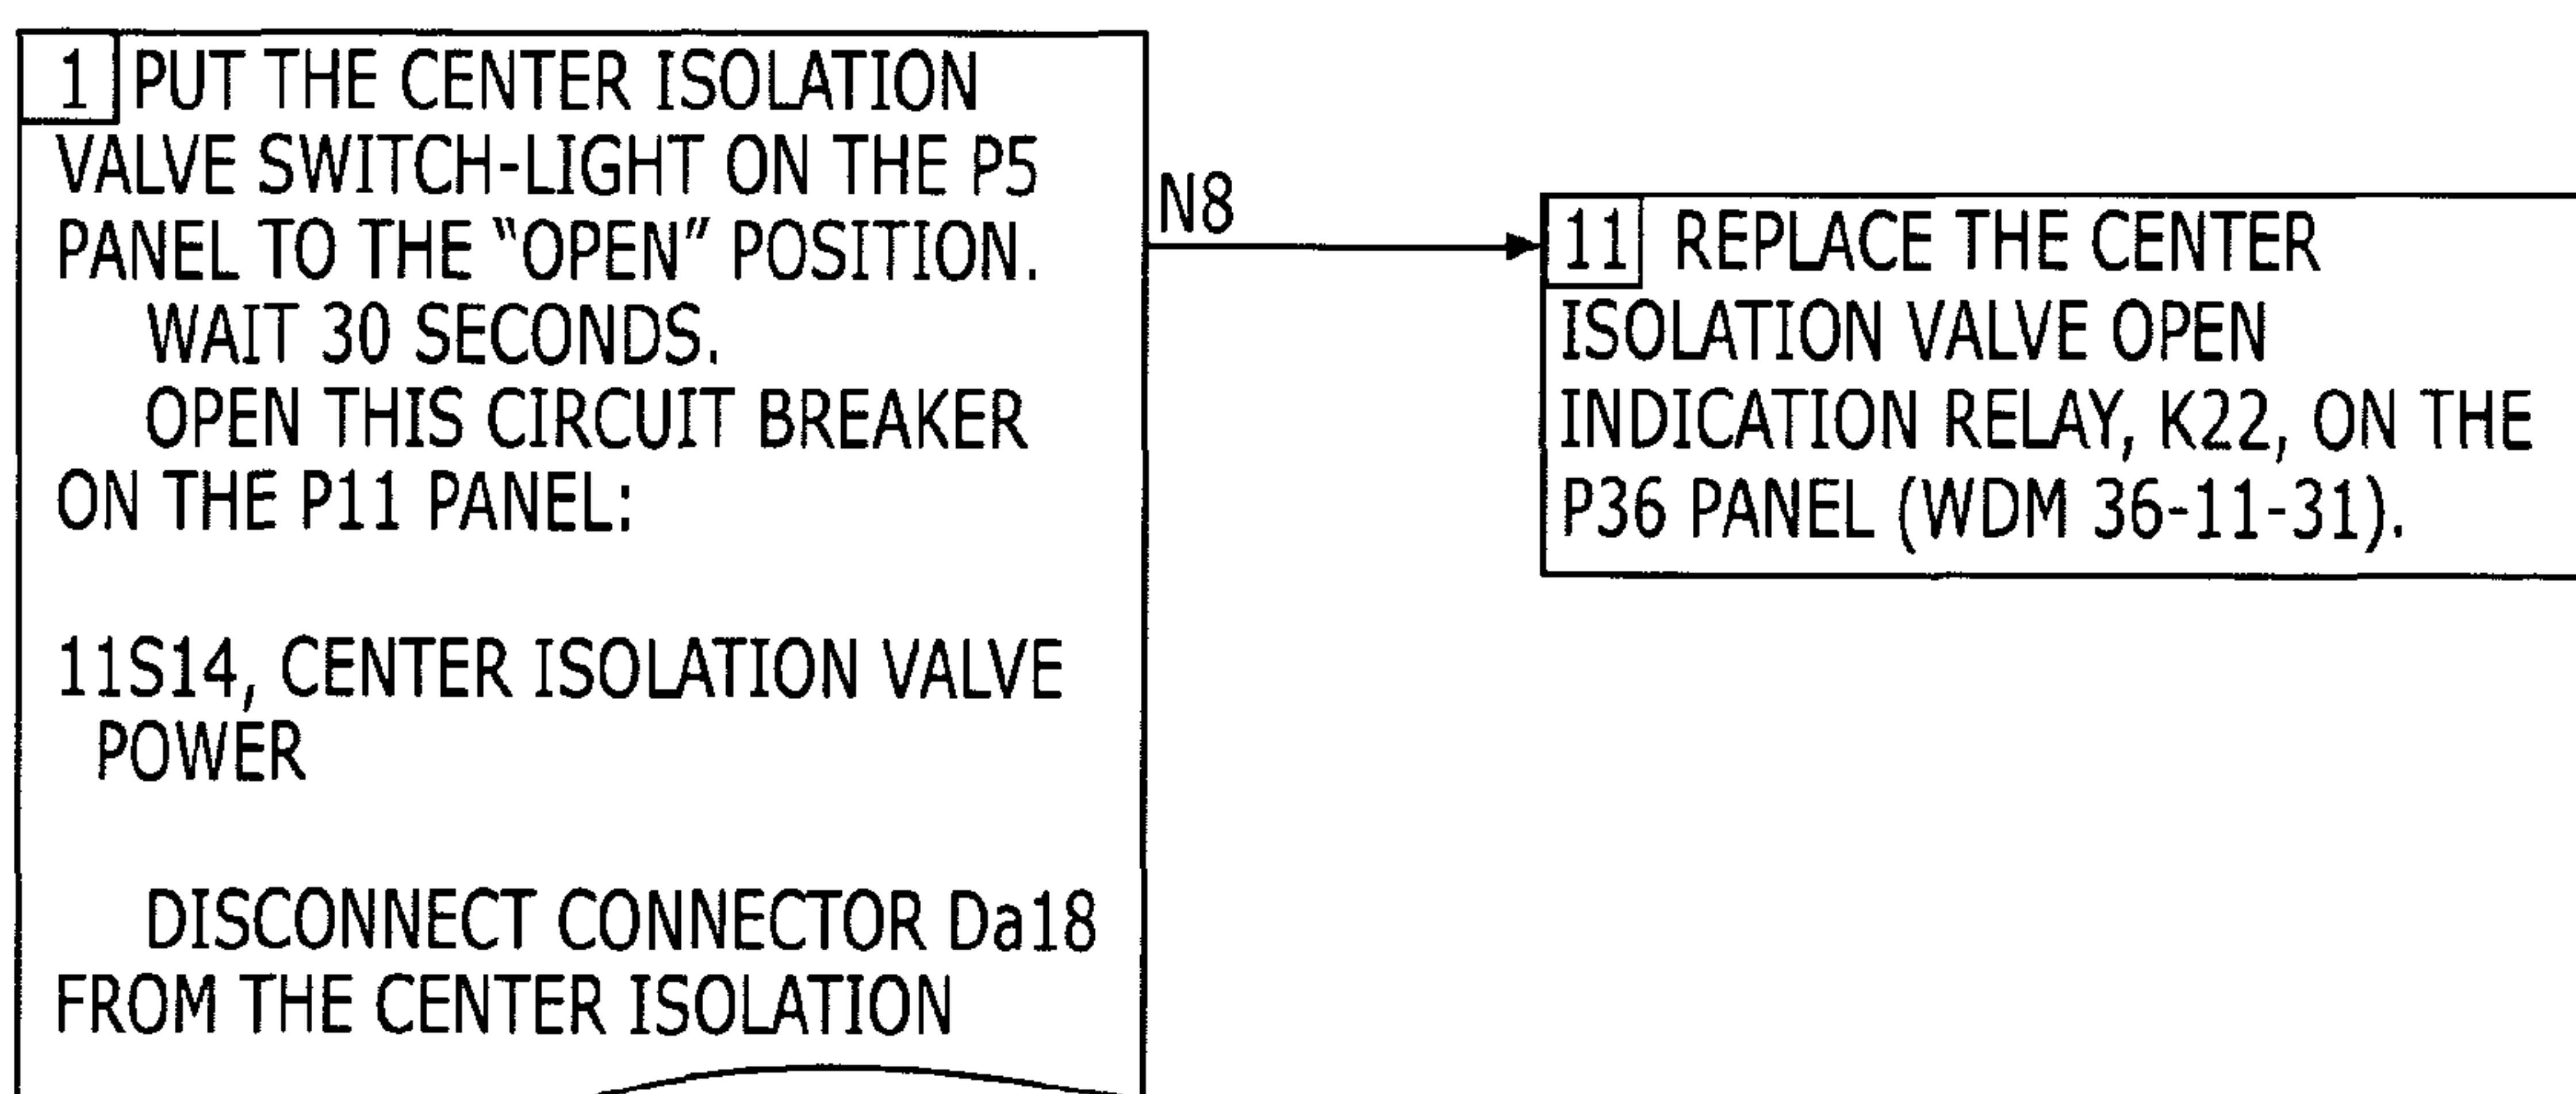 1 PUT THE CENTER ISOLATION
VALVE SWITCH-LIGHT ON THE P5
PANEL TO THE “OPEN” POSITION.
WAIT 30 SECONDS.
OPEN THIS CIRCUIT BREAKER
ON THE P11 PANEL:
11S14, CENTER ISOLATION VALVE
POWER
DISCONNECT CONNECTOR Da18
FROM THE CENTER ISOLATION
N8
11 REPLACE THE CENTER
ISOLATION VALVE OPEN
INDICATION RELAY, K22, ON THE
P36 PANEL (WDM 36-11-31).